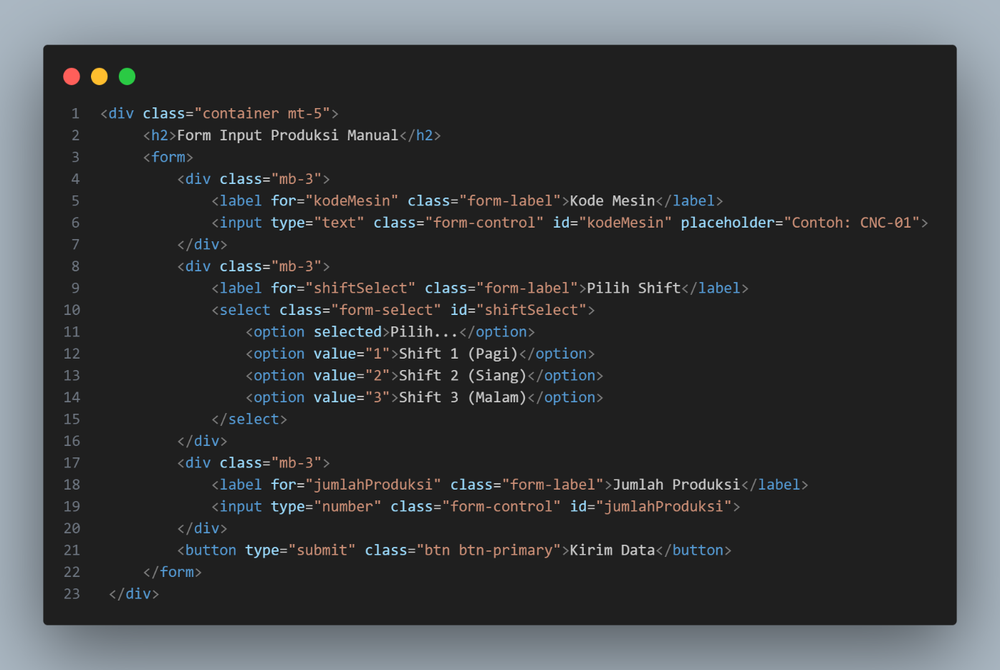 1 <div class="container mt-5">
2 <h2>Form Input Produksi Manual</h2>
3 <form>
4 <div class="mb-3">
5 <label for="kodeMesin" class="form-label">Kode Mesin</label>
6 <input type="text" class="form-control" id="kodeMesin" placeholder="Contoh: CNC-01">
7 </div>
8 <div class="mb-3">
9 <label for="shiftSelect" class="form-label">Pilih Shift</label>
10 <select class="form-select" id="shiftSelect">
11 <option selected>Pilih...</option>
12 <option value="1">Shift 1 (Pagi)</option>
13 <option value="2">Shift 2 (Siang)</option>
14 <option value="3">Shift 3 (Malam)</option>
15 </select>
16 </div>
17 <div class="mb-3">
18 <label for="jumlahProduksi" class="form-label">Jumlah Produksi</label>
19 <input type="number" class="form-control" id="jumlahProduksi">
20 </div>
21 <button type="submit" class="btn btn-primary">Kirim Data</button>
22 </form>
23 </div>